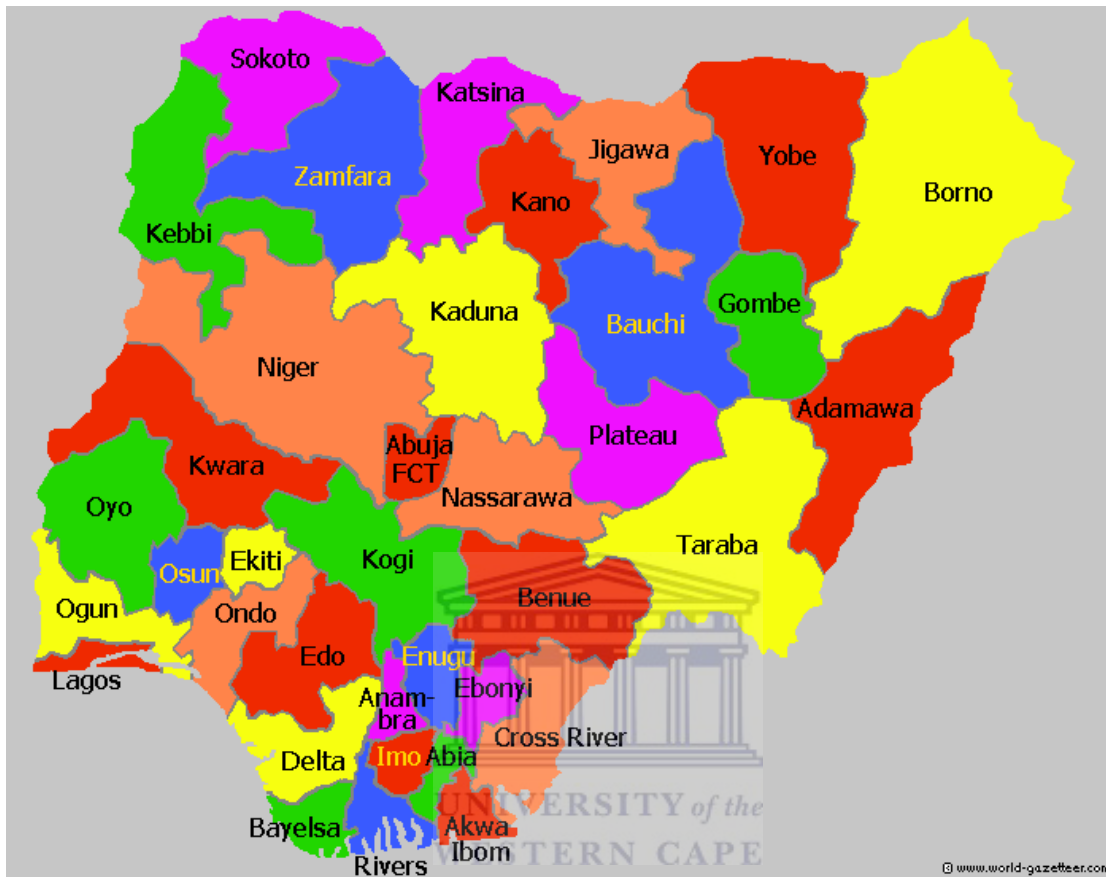 Sokoto
Katsina
Jigawa
Yobe
Zamfara
Kano
Borno
Kebbi
Kaduna
Gombe
Bauchi
Niger
Adamawa
Abuja
FCT
Plateau
Kwara
Nassarawa
Oyo
Taraba
Osun
Ekiti
Kogi
Benue
Ogun
Ondo
Edo
Enugu
Lagos
Anam-
bra
Ebonyi
Cross River
Delta
Imo
Abia
UNIVERSITY of the
WESTERN CAPE
Bayelsa
Akwa
Ibom
Rivers
© www.world-gazetteer.com